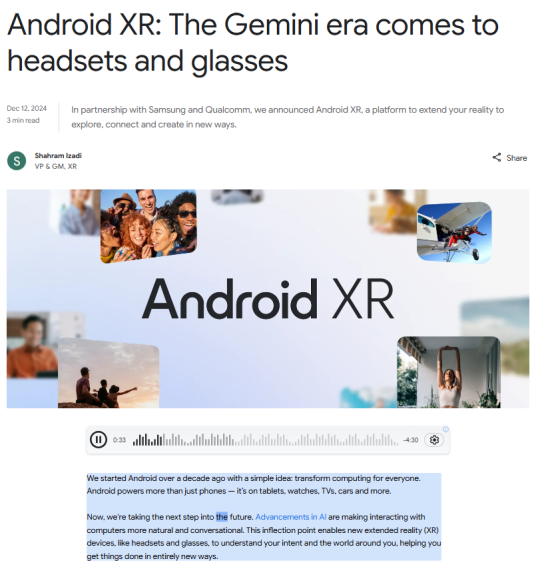 Android XR: The Gemini era comes to
headsets and glasses
Dec 12, 2024
3 min read
In partnership with Samsung and Qualcomm, we announced Android XR, a platform to extend your reality to
explore, connect and create in new ways.
S
Shahram Izadi
VP & GM, XR
Share
Android XR
0:33
-4:30
We started Android over a decade ago with a simple idea: transform computing for everyone.
Android powers more than just phones — it's on tablets, watches, TVs, cars and more.
Now, we're taking the next step into the future. Advancements in AI are making interacting with
computers more natural and conversational. This inflection point enables new extended reality (XR)
devices, like headsets and glasses, to understand your intent and the world around you, helping you
get things done in entirely new ways.